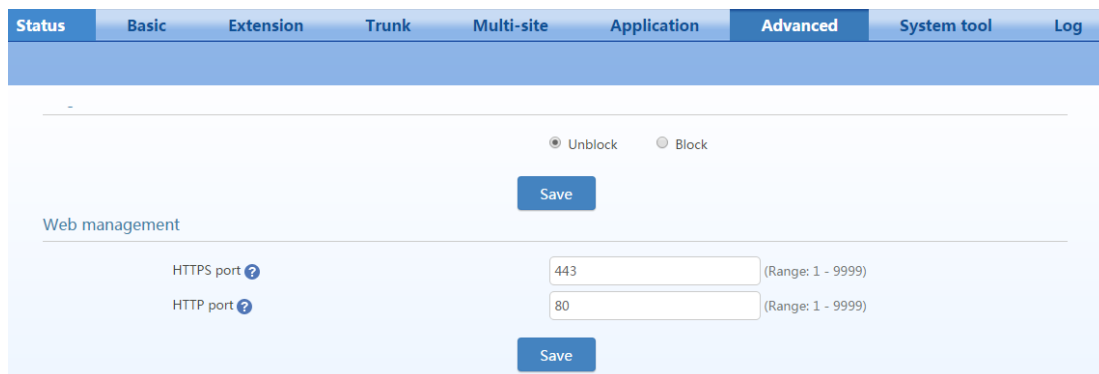 Status Basic Extension Trunk Multi-site Application Advanced System tool Log
-
Unblock Block
Save
Web management
HTTPS port ? 443 (Range: 1 - 9999)
HTTP port ? 80 (Range: 1 - 9999)
Save